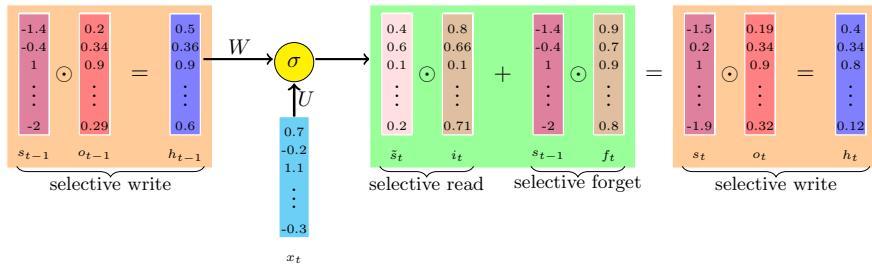 -1.4 0.2 0.5 0.4 0.8 -1.4 0.9 -1.5 0.19 0.4
-0.4 0.34 0.36 W 0.6 0.66 -0.4 0.7 0.2 0.34 0.34
1 ⊙ 0.9 = 0.9 σ 0.1 ⊙ 0.1 + 1 ⊙ 0.9 = 1 ⊙ 0.9 = 0.8
⋮ ⋮ ⋮ U ⋮ ⋮ ⋮ ⋮ ⋮ ⋮ ⋮
-2 0.29 0.6 0.2 0.71 -2 0.8 -1.9 0.32 0.12
s_{t−1} o_{t−1} h_{t−1} s̃_t i_t s_{t−1} f_t s_t o_t h_t
selective write selective read selective forget selective write
0.7
-0.2
1.1
⋮
-0.3
x_t